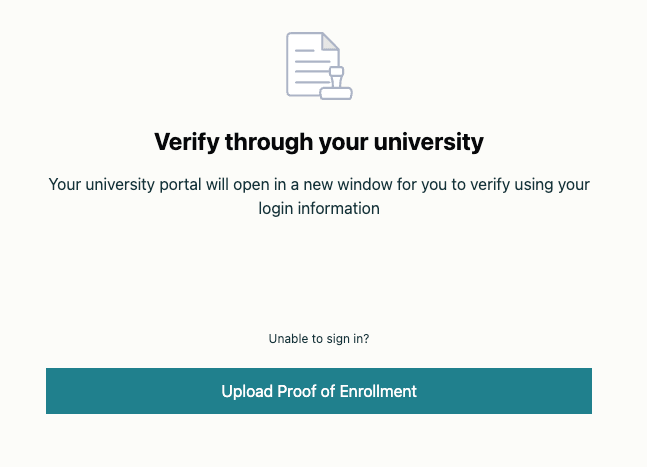 Verify through your university
Your university portal will open in a new window for you to verify using your
login information
Unable to sign in?
Upload Proof of Enrollment